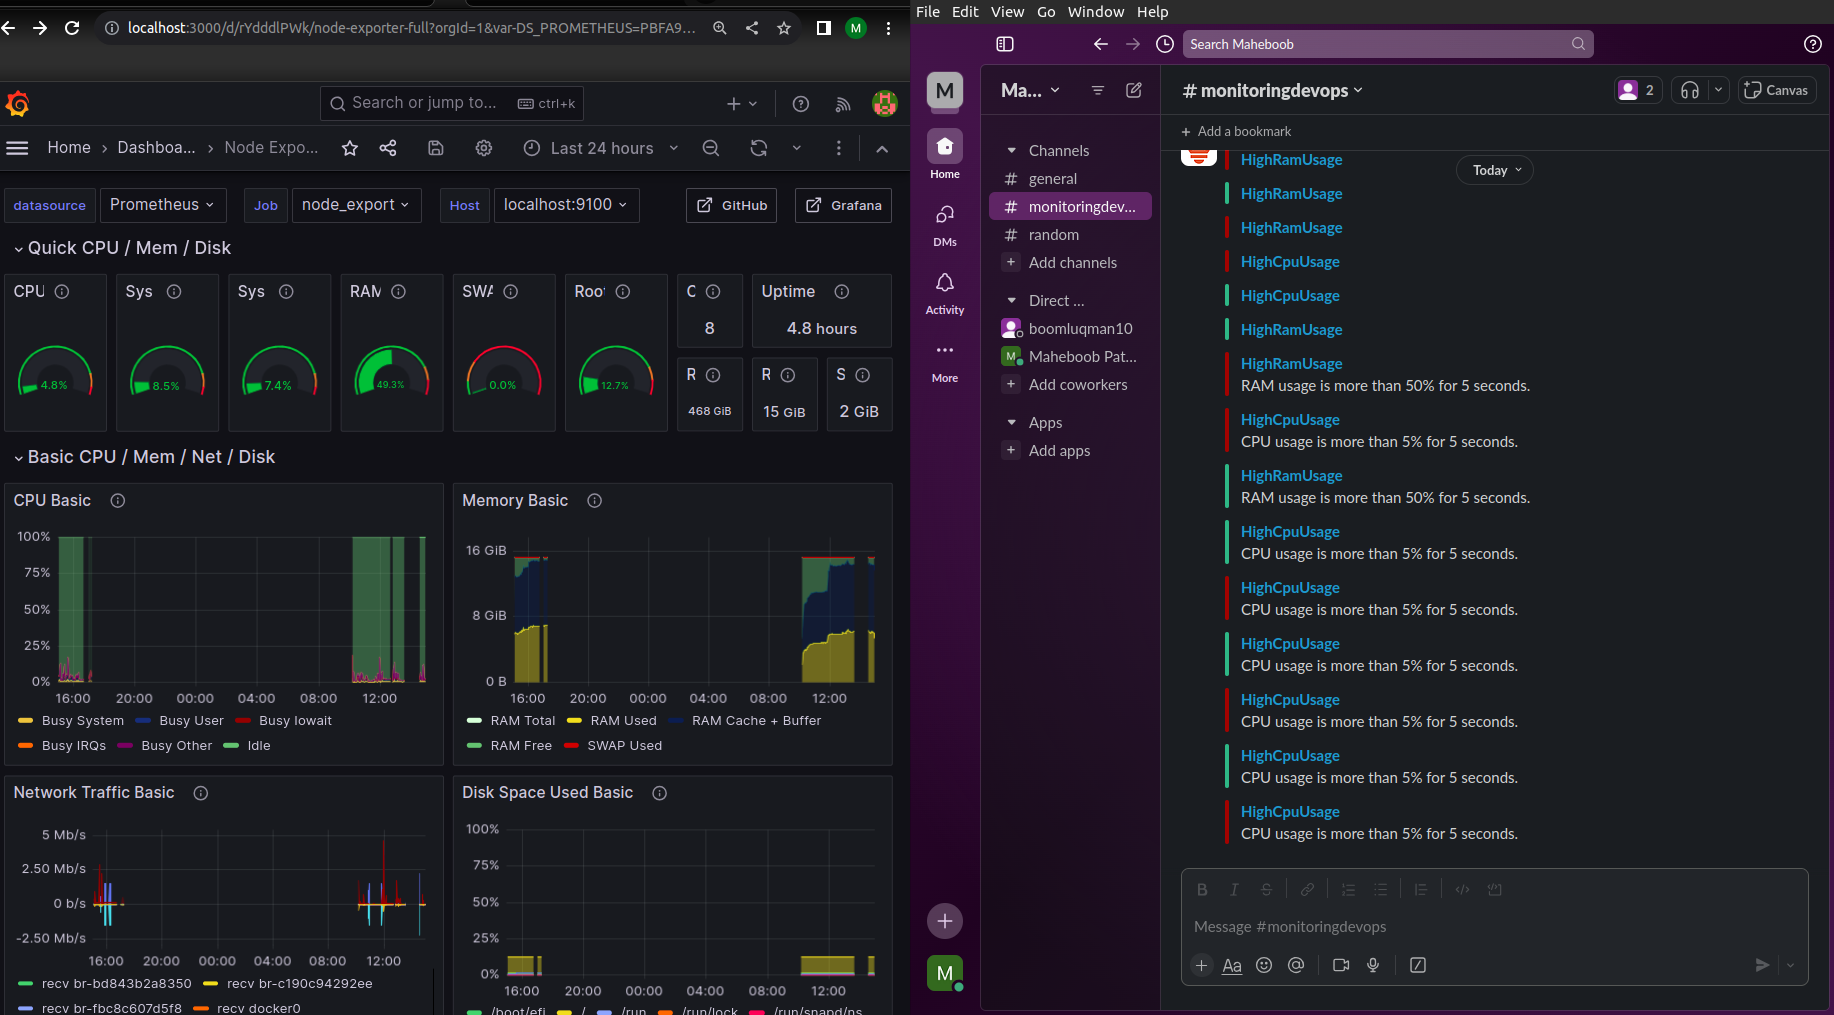 localhost:3000/d/rYdddlPWk/node-exporter-full?orgId=1&var-DS_PROMETHEUS=PBFA9...
M
Search or jump to...
ctrl+k
Home
Dashboa...
Node Expo...
Last 24 hours
datasource
Prometheus
Job
node_export
Host
localhost:9100
GitHub
Grafana
Quick CPU / Mem / Disk
CPU
Sys
Sys
RAM
SWA
Root
C
Uptime
4.8%
8.5%
7.4%
49.3%
0.0%
12.7%
8
4.8 hours
R
R
S
468 GiB
15 GiB
2 GiB
Basic CPU / Mem / Net / Disk
CPU Basic
100%
75%
50%
25%
0%
16:00 20:00 00:00 04:00 08:00 12:00
Busy System Busy User Busy Iowait
Busy IRQs Busy Other Idle
Memory Basic
16 GiB
8 GiB
0 B
16:00 20:00 00:00 04:00 08:00 12:00
RAM Total RAM Used RAM Cache + Buffer
RAM Free SWAP Used
Network Traffic Basic
5 Mb/s
2.50 Mb/s
0 b/s
-2.50 Mb/s
16:00 20:00 00:00 04:00 08:00 12:00
recv br-bd843b2a8350 recv br-c190c94292ee
recv br-fbc8c607d5f8 recv docker0
Disk Space Used Basic
100%
75%
50%
25%
0%
16:00 20:00 00:00 04:00 08:00 12:00
/boot/efi / /run /run/lock /run/snapd/ns
File Edit View Go Window Help
Search Maheboob
M
Home
DMs
Activity
More
M
Ma...
Channels
# general
# monitoringdev...
# random
Add channels
Direct ...
boomluqman10
M Maheboob Pat...
Add coworkers
Apps
Add apps
# monitoringdevops
2
Canvas
+ Add a bookmark
Today
HighRamUsage
HighRamUsage
HighRamUsage
HighCpuUsage
HighCpuUsage
HighRamUsage
HighRamUsage
RAM usage is more than 50% for 5 seconds.
HighCpuUsage
CPU usage is more than 5% for 5 seconds.
HighRamUsage
RAM usage is more than 50% for 5 seconds.
HighCpuUsage
CPU usage is more than 5% for 5 seconds.
HighCpuUsage
CPU usage is more than 5% for 5 seconds.
HighCpuUsage
CPU usage is more than 5% for 5 seconds.
HighCpuUsage
CPU usage is more than 5% for 5 seconds.
HighCpuUsage
CPU usage is more than 5% for 5 seconds.
HighCpuUsage
CPU usage is more than 5% for 5 seconds.
B I S
Message #monitoringdevops
Aa